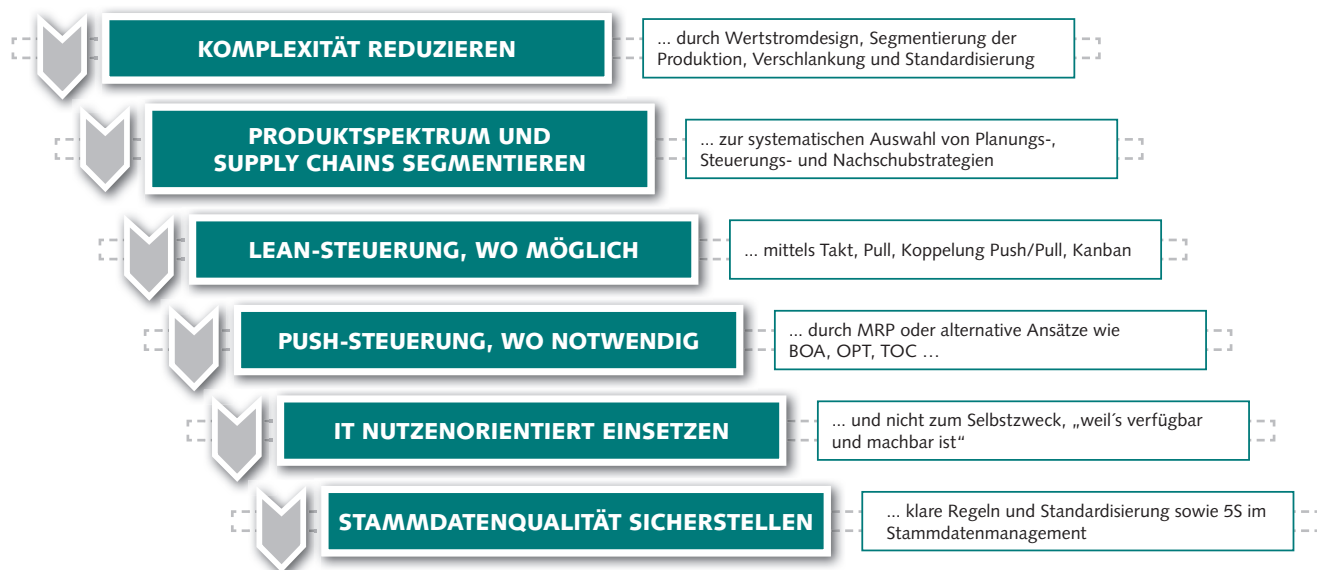 KOMPLEXITÄT REDUZIEREN
... durch Wertstromdesign, Segmentierung der
Produktion, Verschlankung und Standardisierung
PRODUKTSPEKTRUM UND
SUPPLY CHAINS SEGMENTIEREN
... zur systematischen Auswahl von Planungs-,
Steuerungs- und Nachschubstrategien
LEAN-STEUERUNG, WO MÖGLICH
... mittels Takt, Pull, Koppelung Push/Pull, Kanban
PUSH-STEUERUNG, WO NOTWENDIG
... durch MRP oder alternative Ansätze wie
BOA, OPT, TOC ...
IT NUTZENORIENTIERT EINSETZEN
... und nicht zum Selbstzweck, „weil´s verfügbar
und machbar ist“
STAMMDATENQUALITÄT SICHERSTELLEN
... klare Regeln und Standardisierung sowie 5S im
Stammdatenmanagement